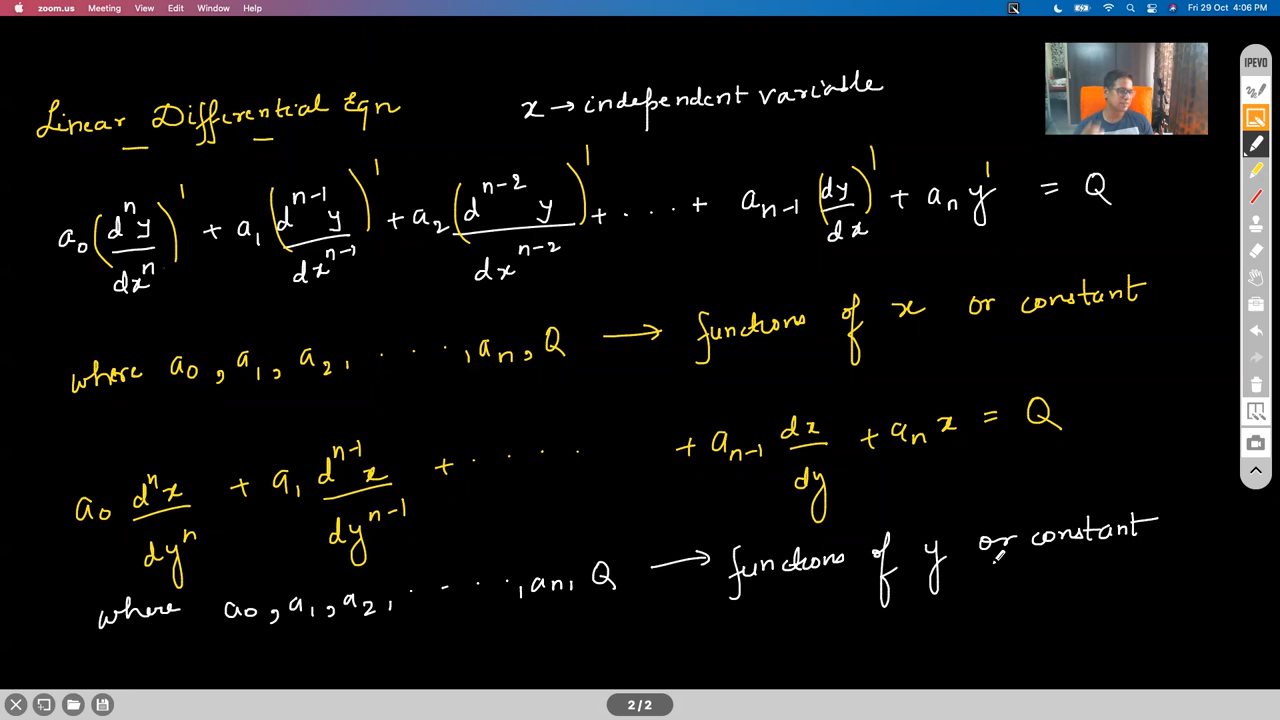 zoom.us Meeting View Edit Window Help Fri 29 Oct 4:06 PM
IPEVO
Linear Differential Eqn x → independent variable
a₀(dⁿy/dxⁿ)¹ + a₁(dⁿ⁻¹y/dxⁿ⁻¹)¹ + a₂(dⁿ⁻²y/dxⁿ⁻²)¹ + . . . . + aₙ₋₁(dy/dx)¹ + aₙy¹ = Q
where a₀, a₁, a₂, . . . ., aₙ, Q → functions of x or constant
a₀ dⁿx/dyⁿ + a₁ dⁿ⁻¹x/dyⁿ⁻¹ + . . . . + aₙ₋₁ dx/dy + aₙx = Q
where a₀, a₁, a₂, . . . ., aₙ, Q → functions of y or constant
2/2